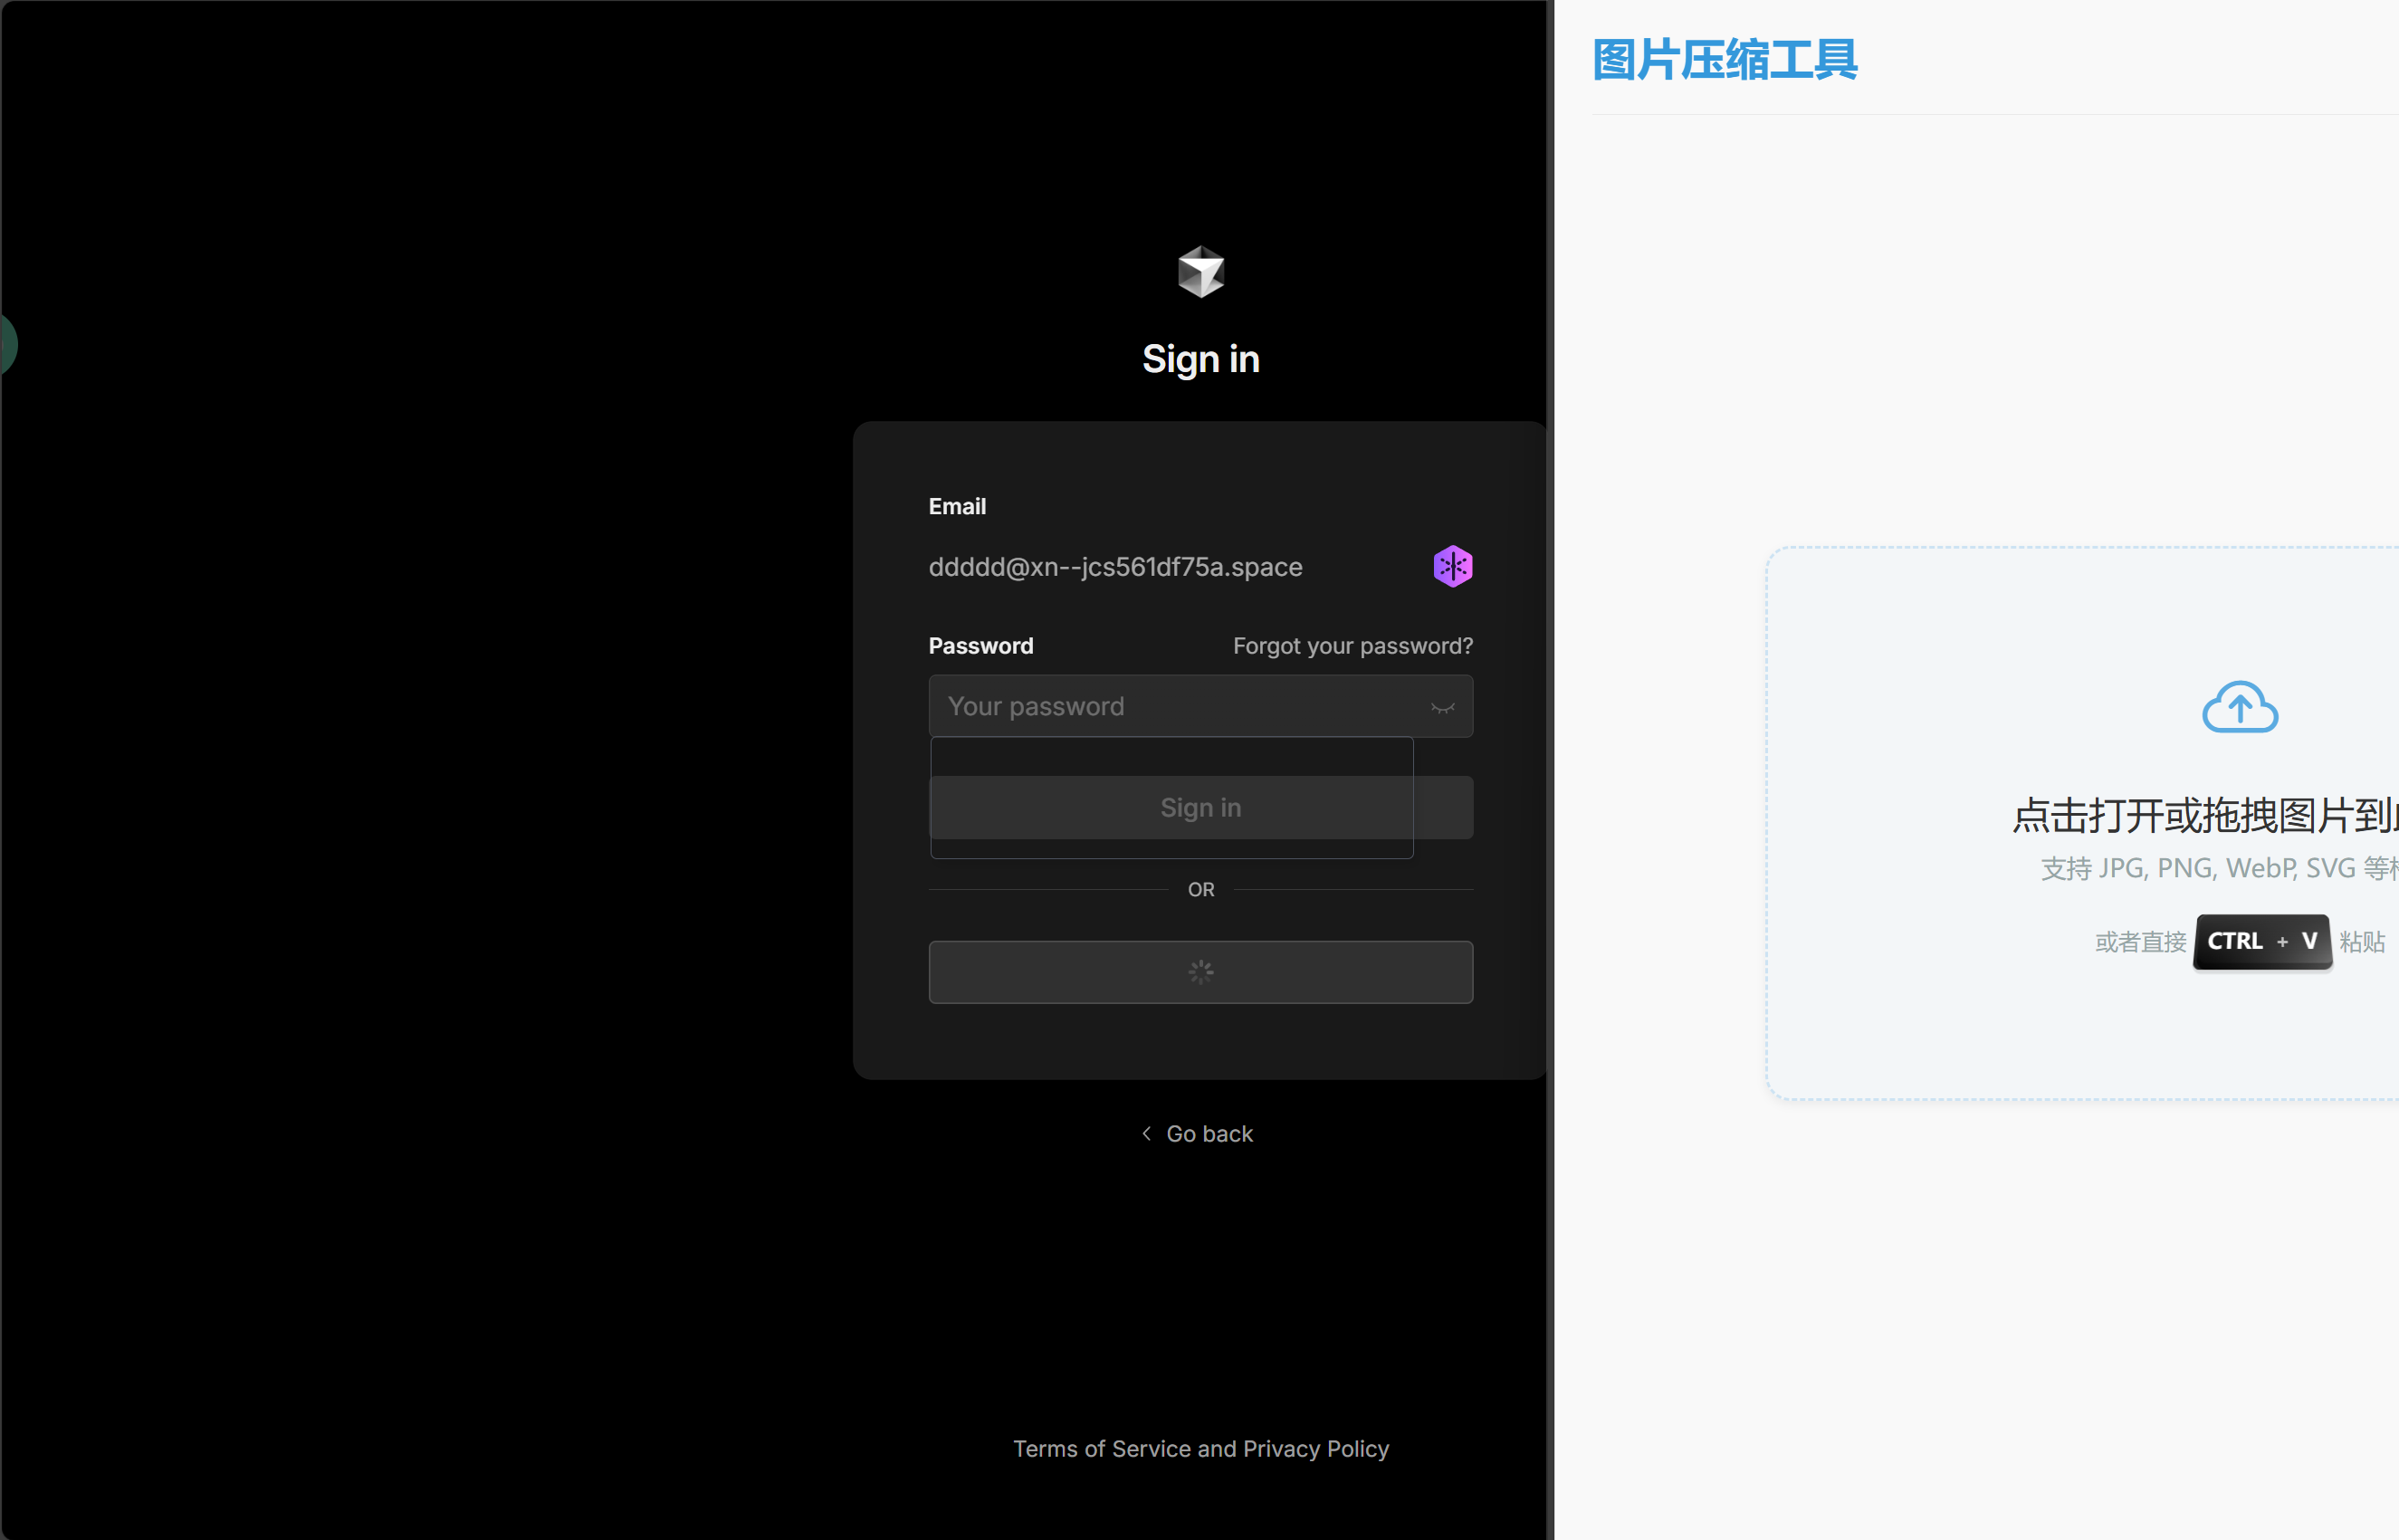 Sign in
Email
ddddd@xn--jcs561df75a.space
Password
Forgot your password?
Your password
Sign in
OR
Go back
Terms of Service and Privacy Policy
图片压缩工具
点击打开或拖拽图片到
支持 JPG, PNG, WebP, SVG 等
或者直接 CTRL + V 粘贴